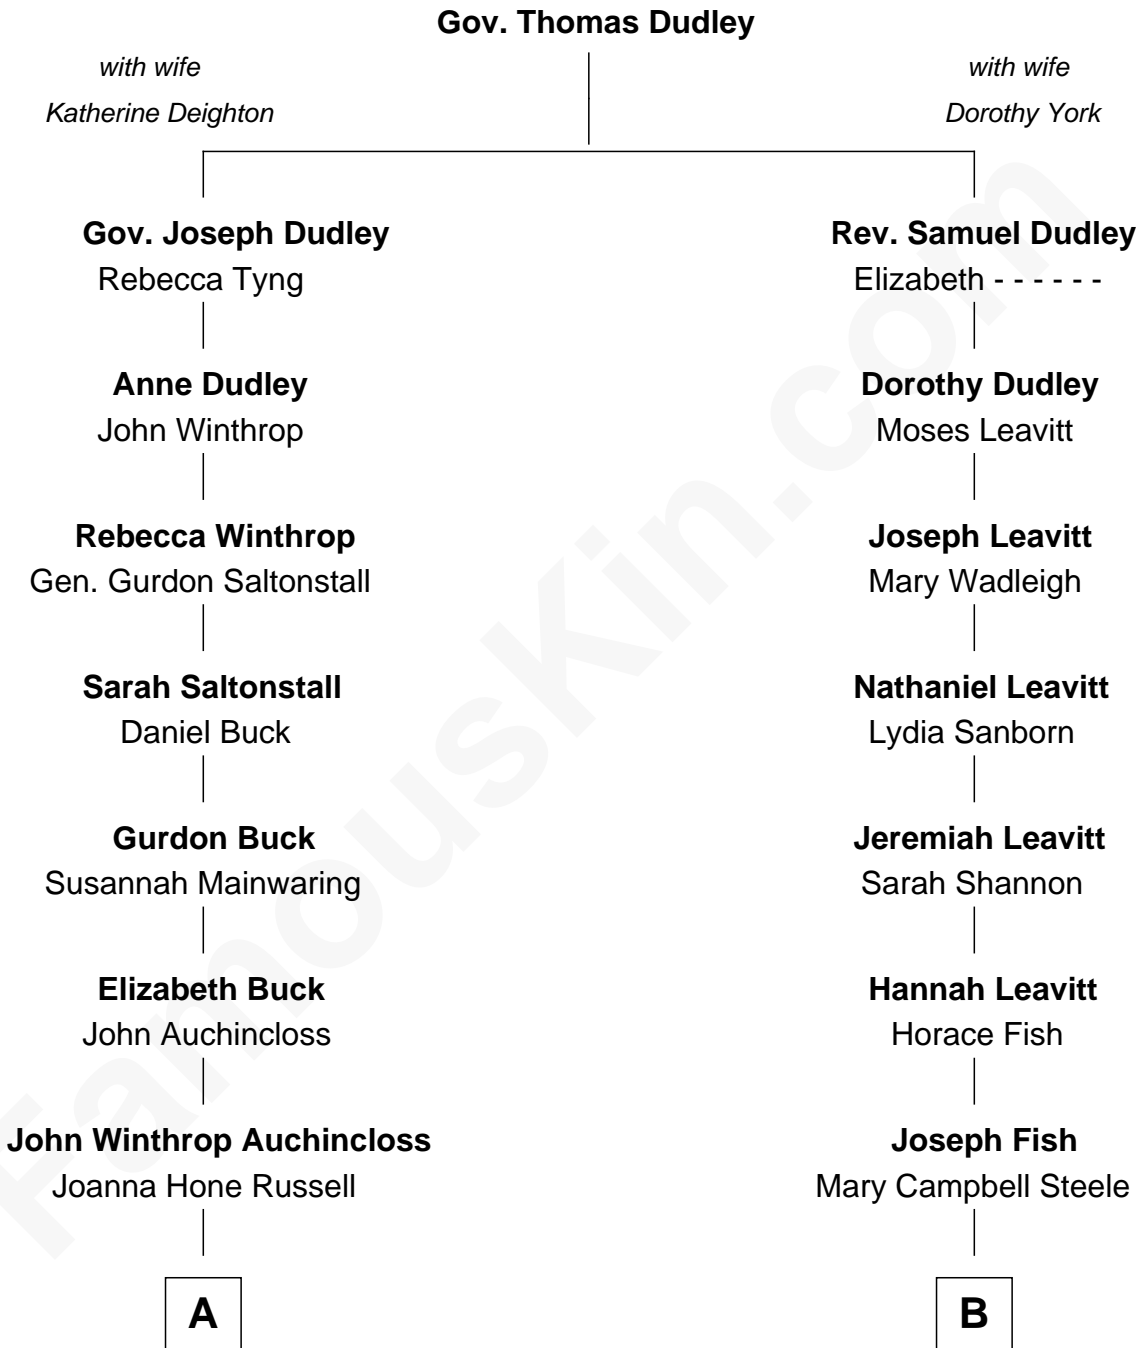 Gov. Thomas Dudley
with wife
Katherine Deighton
with wife
Dorothy York
Gov. Joseph Dudley
Rebecca Tyng
Rev. Samuel Dudley
Elizabeth - - - - - -
Anne Dudley
John Winthrop
Dorothy Dudley
Moses Leavitt
Rebecca Winthrop
Gen. Gurdon Saltonstall
Joseph Leavitt
Mary Wadleigh
Sarah Saltonstall
Daniel Buck
Nathaniel Leavitt
Lydia Sanborn
Gurdon Buck
Susannah Mainwaring
Jeremiah Leavitt
Sarah Shannon
Elizabeth Buck
John Auchincloss
Hannah Leavitt
Horace Fish
John Winthrop Auchincloss
Joanna Hone Russell
Joseph Fish
Mary Campbell Steele
A
B
FamousKin.com